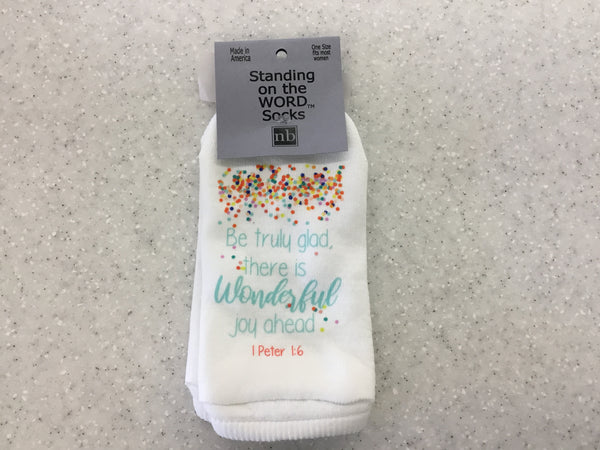 Made in
America
One Size
fits most
women
Standing
on the
WORD™
Socks
nb
Be truly glad,
there is
Wonderful
joy ahead
1 Peter 1:6